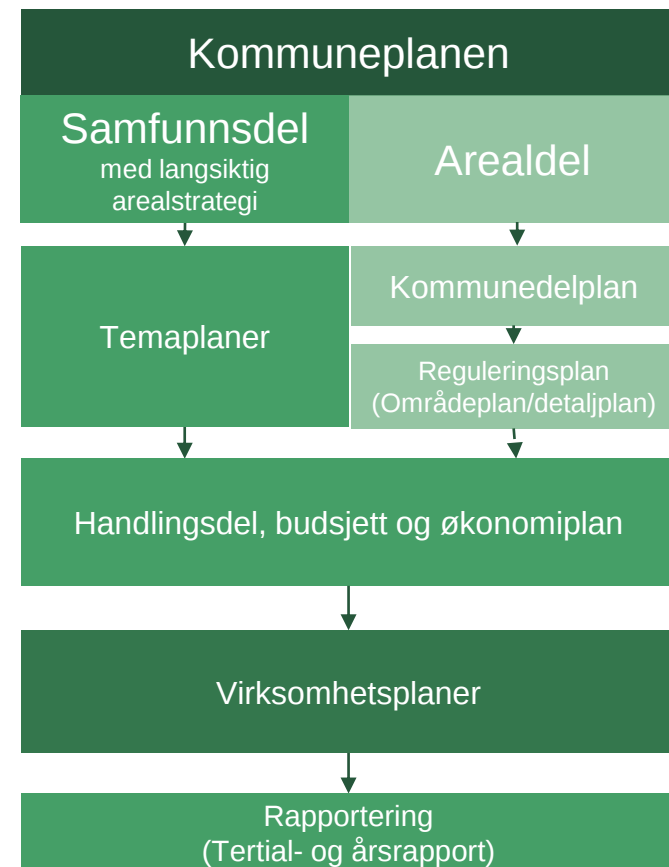 Kommuneplanen
Samfunnsdel
med langsiktig
arealstrategi
Arealdel
Temaplaner
Kommunedelplan
Reguleringsplan
(Områdeplan/detaljplan)
Handlingsdel, budsjett og økonomiplan
Virksomhetsplaner
Rapportering
(Tertial- og årsrapport)